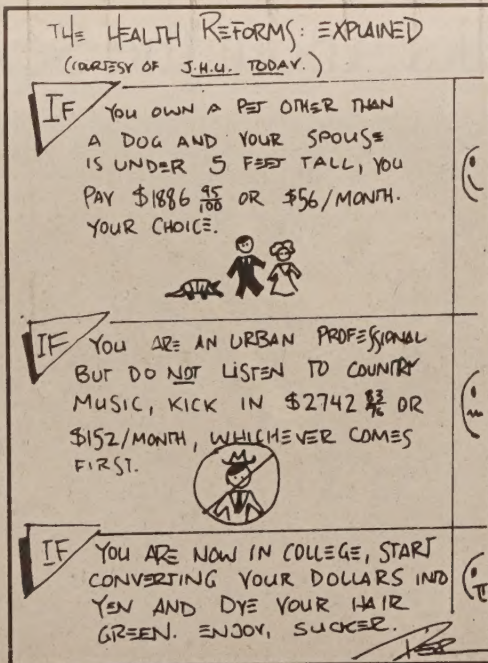 THE HEALTH REFORMS: EXPLAINED
(COURTESY OF J.H.U. TODAY.)
IF YOU OWN A PET OTHER THAN
A DOG AND YOUR SPOUSE
IS UNDER 5 FEET TALL, YOU
PAY $1886 95/00 OR $56/MONTH.
YOUR CHOICE.
IF YOU ARE AN URBAN PROFESSIONAL
BUT DO NOT LISTEN TO COUNTRY
MUSIC, KICK IN $2742 83/76 OR
$152/MONTH, WHICHEVER COMES
FIRST.
IF YOU ARE NOW IN COLLEGE, START
CONVERTING YOUR DOLLARS INTO
YEN AND DYE YOUR HAIR
GREEN. ENJOY, SUCKER.